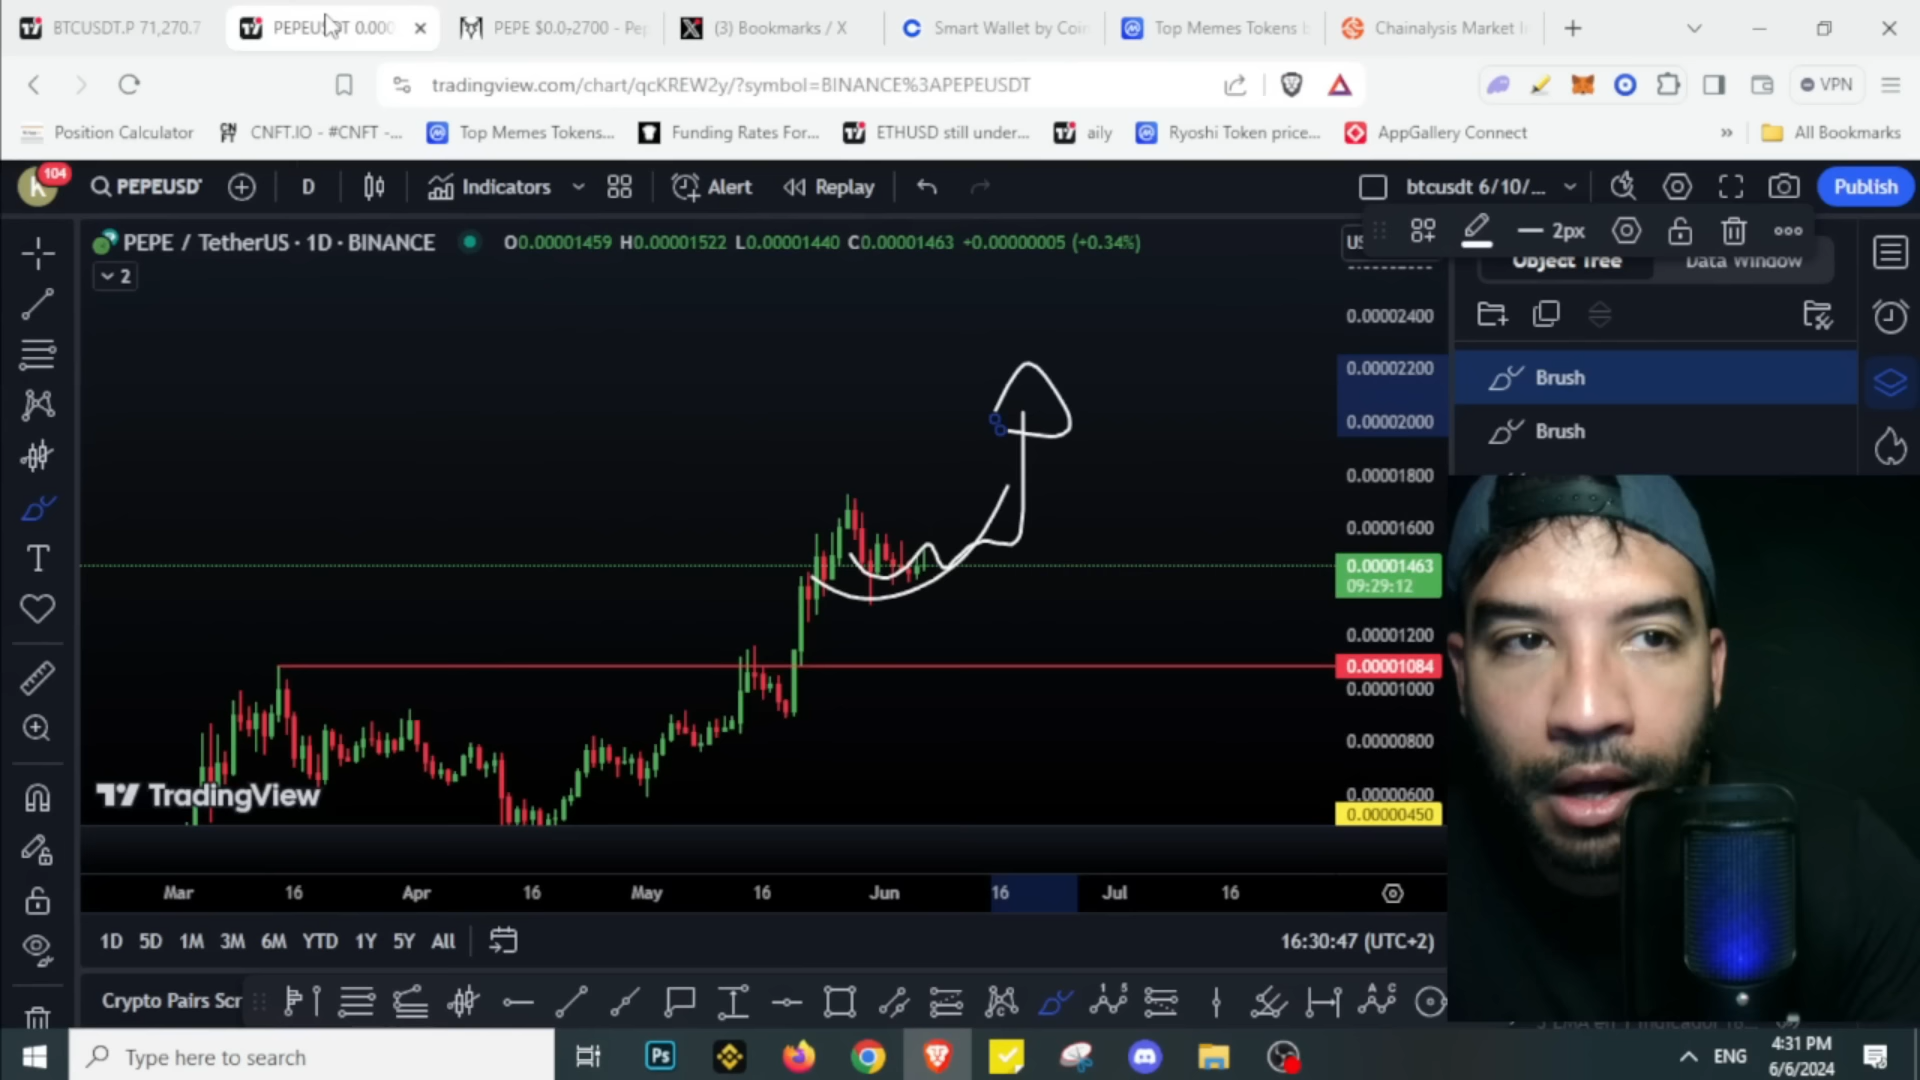 BTCUSDT.P 71,270.7
PEPEUSDT 0.000
PEPE $0.0₇2700 - Pep
(3) Bookmarks / X
Smart Wallet by Coin
Top Memes Tokens b
Chainalysis Market I
tradingview.com/chart/qcKREW2y/?symbol=BINANCE%3APEPEUSDT
VPN
Position Calculator
CNFT.IO - #CNFT -...
Top Memes Tokens...
Funding Rates For...
ETHUSD still under...
aily
Ryoshi Token price...
AppGallery Connect
» All Bookmarks
K 104
PEPEUSD
D
Indicators
Alert
Replay
btcusdt 6/10/...
Publish
PEPE / TetherUS · 1D · BINANCE
O0.00001459 H0.00001522 L0.00001440 C0.00001463 +0.00000005 (+0.34%)
2px
Object Tree
Data Window
2
0.00002400
0.00002200
Brush
0.00002000
Brush
0.00001800
0.00001600
0.00001463
09:29:12
0.00001200
0.00001084
0.00001000
0.00000800
0.00000600
TradingView
0.00000450
Mar 16 Apr 16 May 16 Jun 16 Jul 16
1D 5D 1M 3M 6M YTD 1Y 5Y All
16:30:47 (UTC+2)
Crypto Pairs Scr
Type here to search
Ps
ENG
4:31 PM
6/6/2024